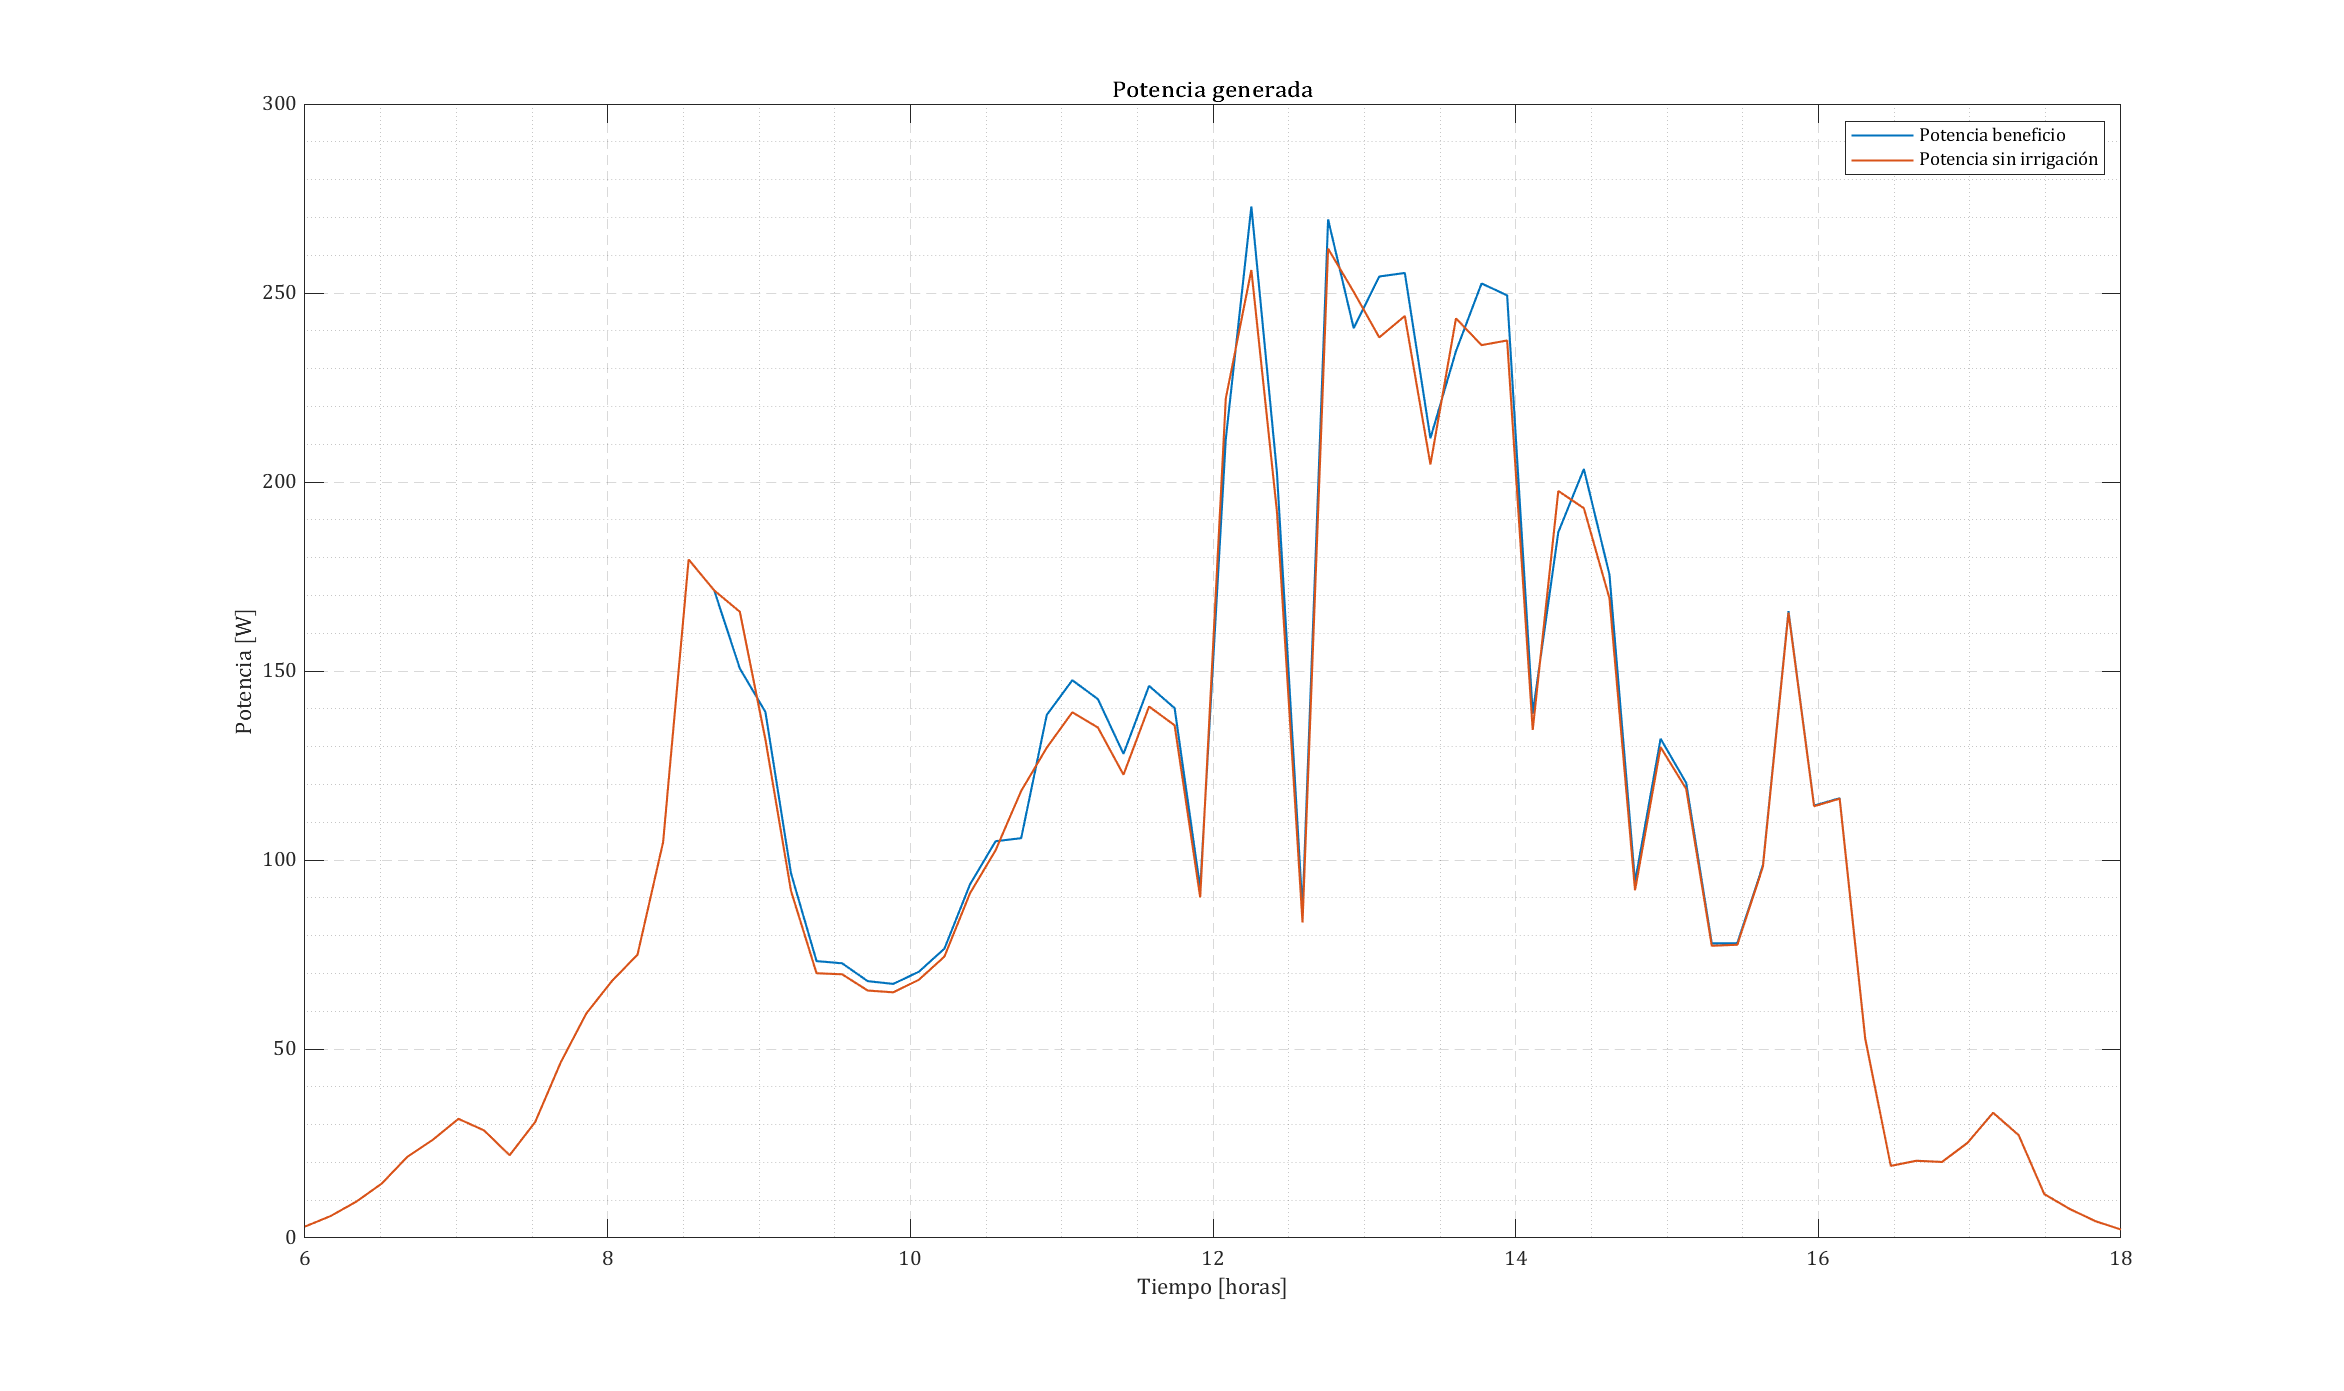 Potencia generada
300
250
200
150
100
50
0
Potencia [W]
Potencia beneficio
Potencia sin irrigación
6 8 10 12 14 16 18
Tiempo [horas]